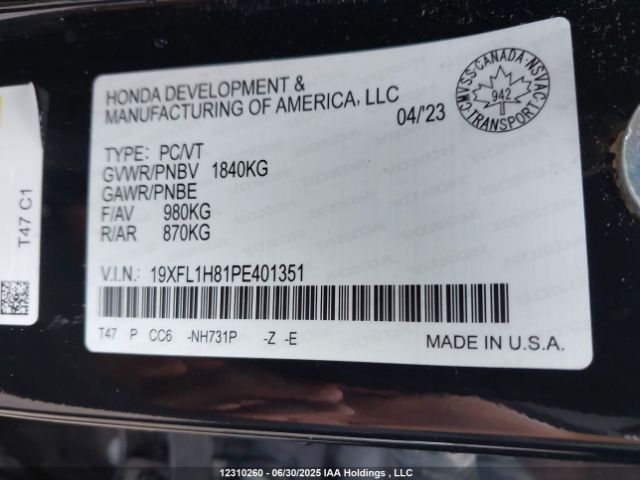 HONDA DEVELOPMENT &
MANUFACTURING OF AMERICA, LLC
04/'23
CMVSS·CANADA·NSVAC
942
TRANSPORT
TYPE: PC/VT
GVWR/PNBV 1840KG
GAWR/PNBE
F/AV 980KG
R/AR 870KG
V.I.N.: 19XFL1H81PE401351
T47 P CC6 -NH731P -Z -E
MADE IN U.S.A.
T47 C1
12310260 - 06/30/2025 IAA Holdings , LLC